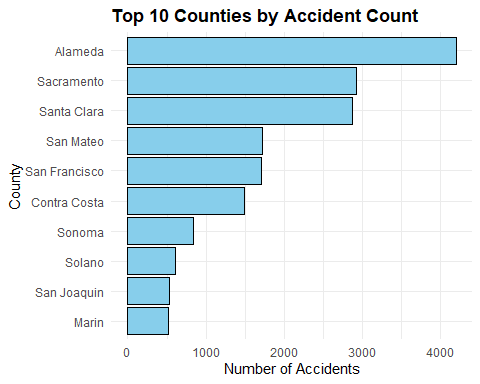 Top 10 Counties by Accident Count
County
Alameda
Sacramento
Santa Clara
San Mateo
San Francisco
Contra Costa
Sonoma
Solano
San Joaquin
Marin
0 1000 2000 3000 4000
Number of Accidents